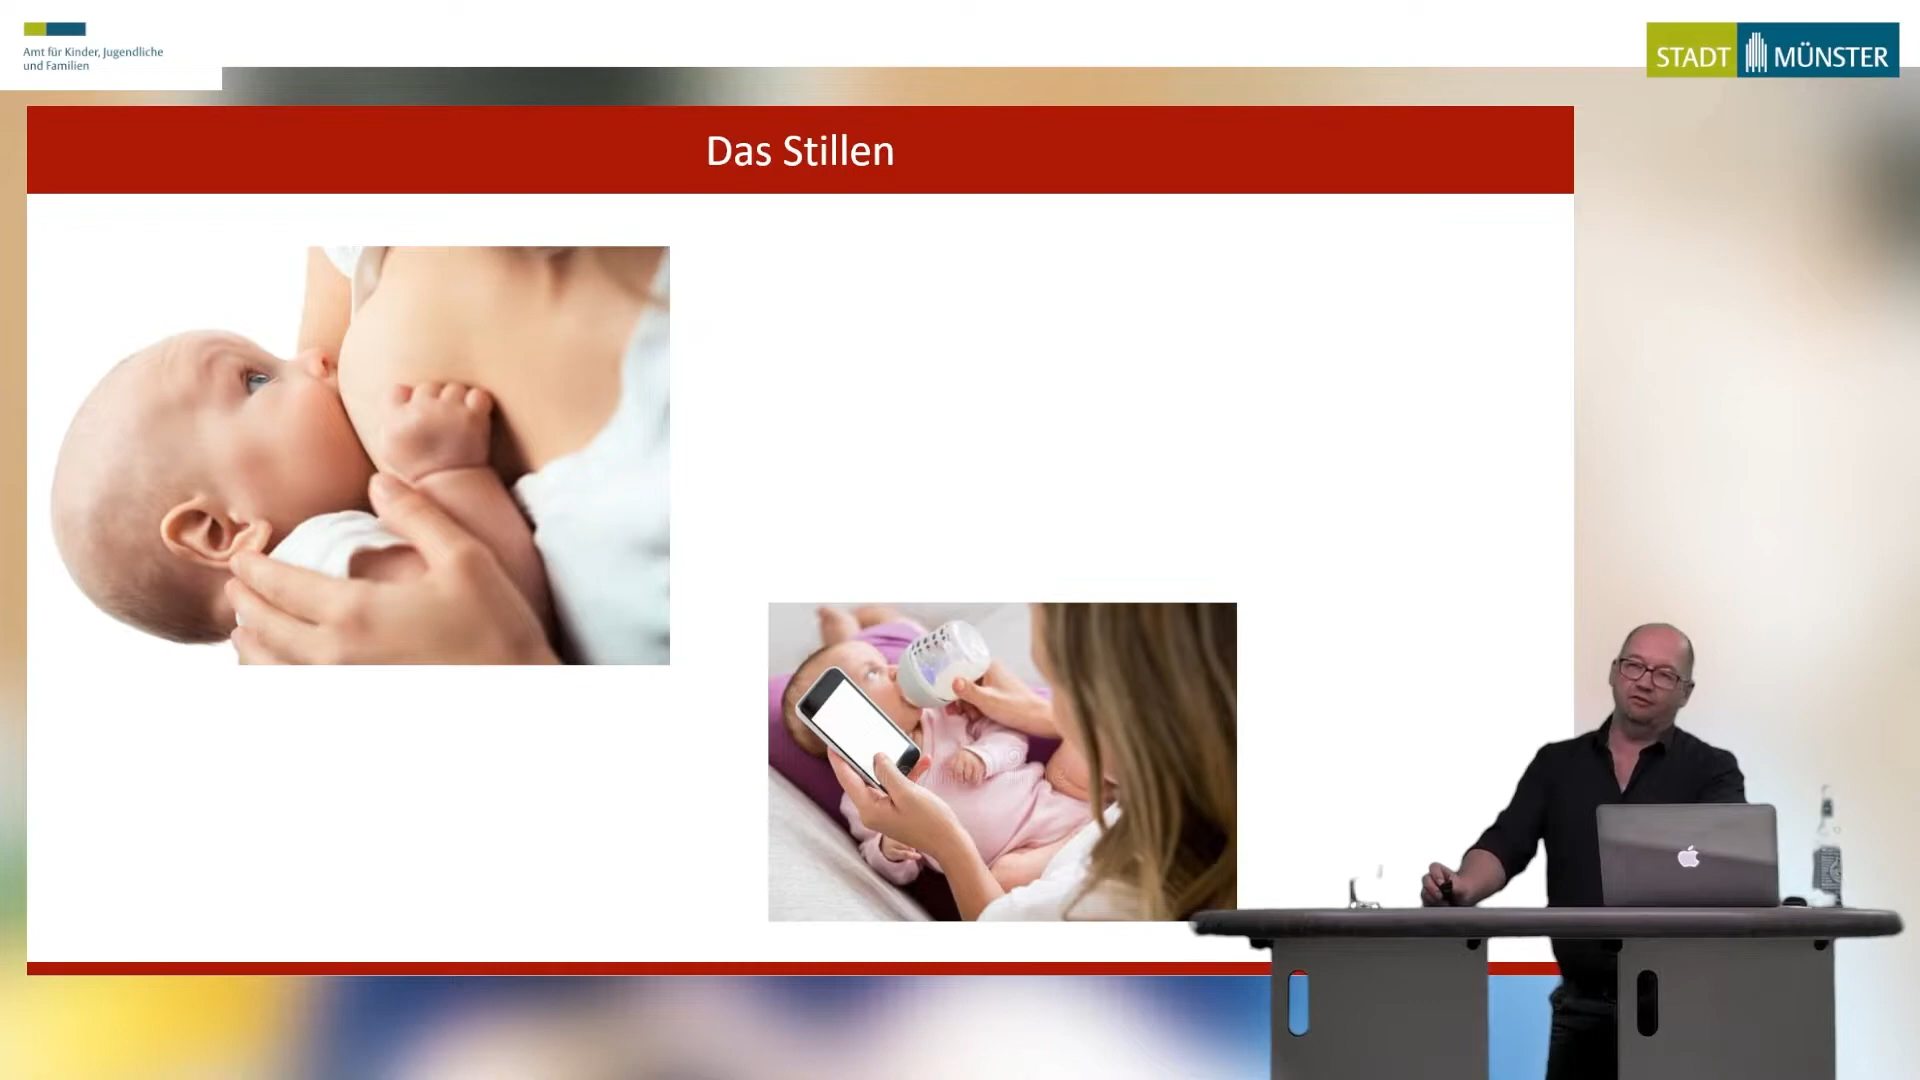 Amt für Kinder, Jugendliche
und Familien
STADT MÜNSTER
Das Stillen